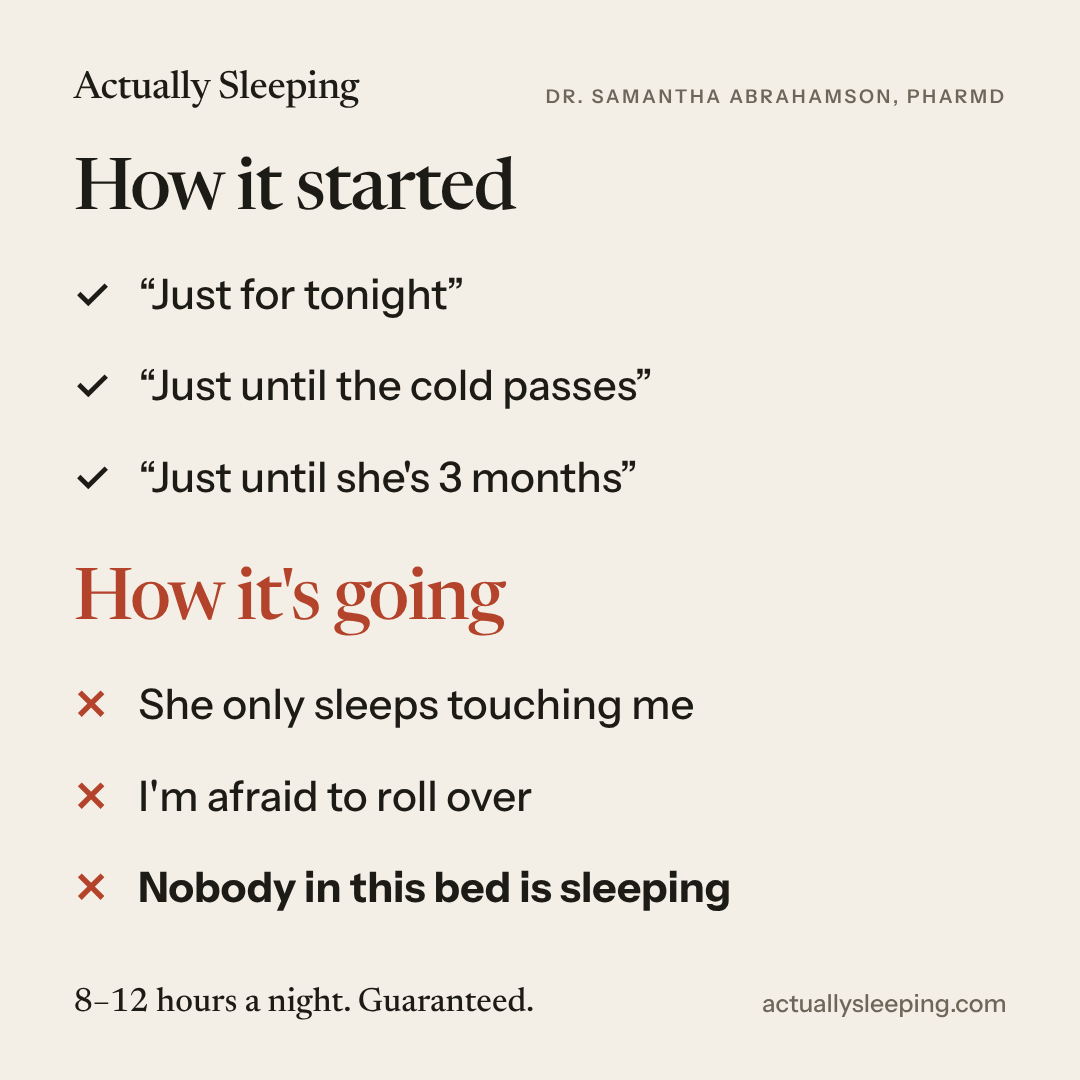 Actually Sleeping
DR. SAMANTHA ABRAHAMSON, PHARMD
How it started
✓ “Just for tonight”
✓ “Just until the cold passes”
✓ “Just until she's 3 months”
How it's going
✕ She only sleeps touching me
✕ I'm afraid to roll over
✕ Nobody in this bed is sleeping
8–12 hours a night. Guaranteed.
actuallysleeping.com